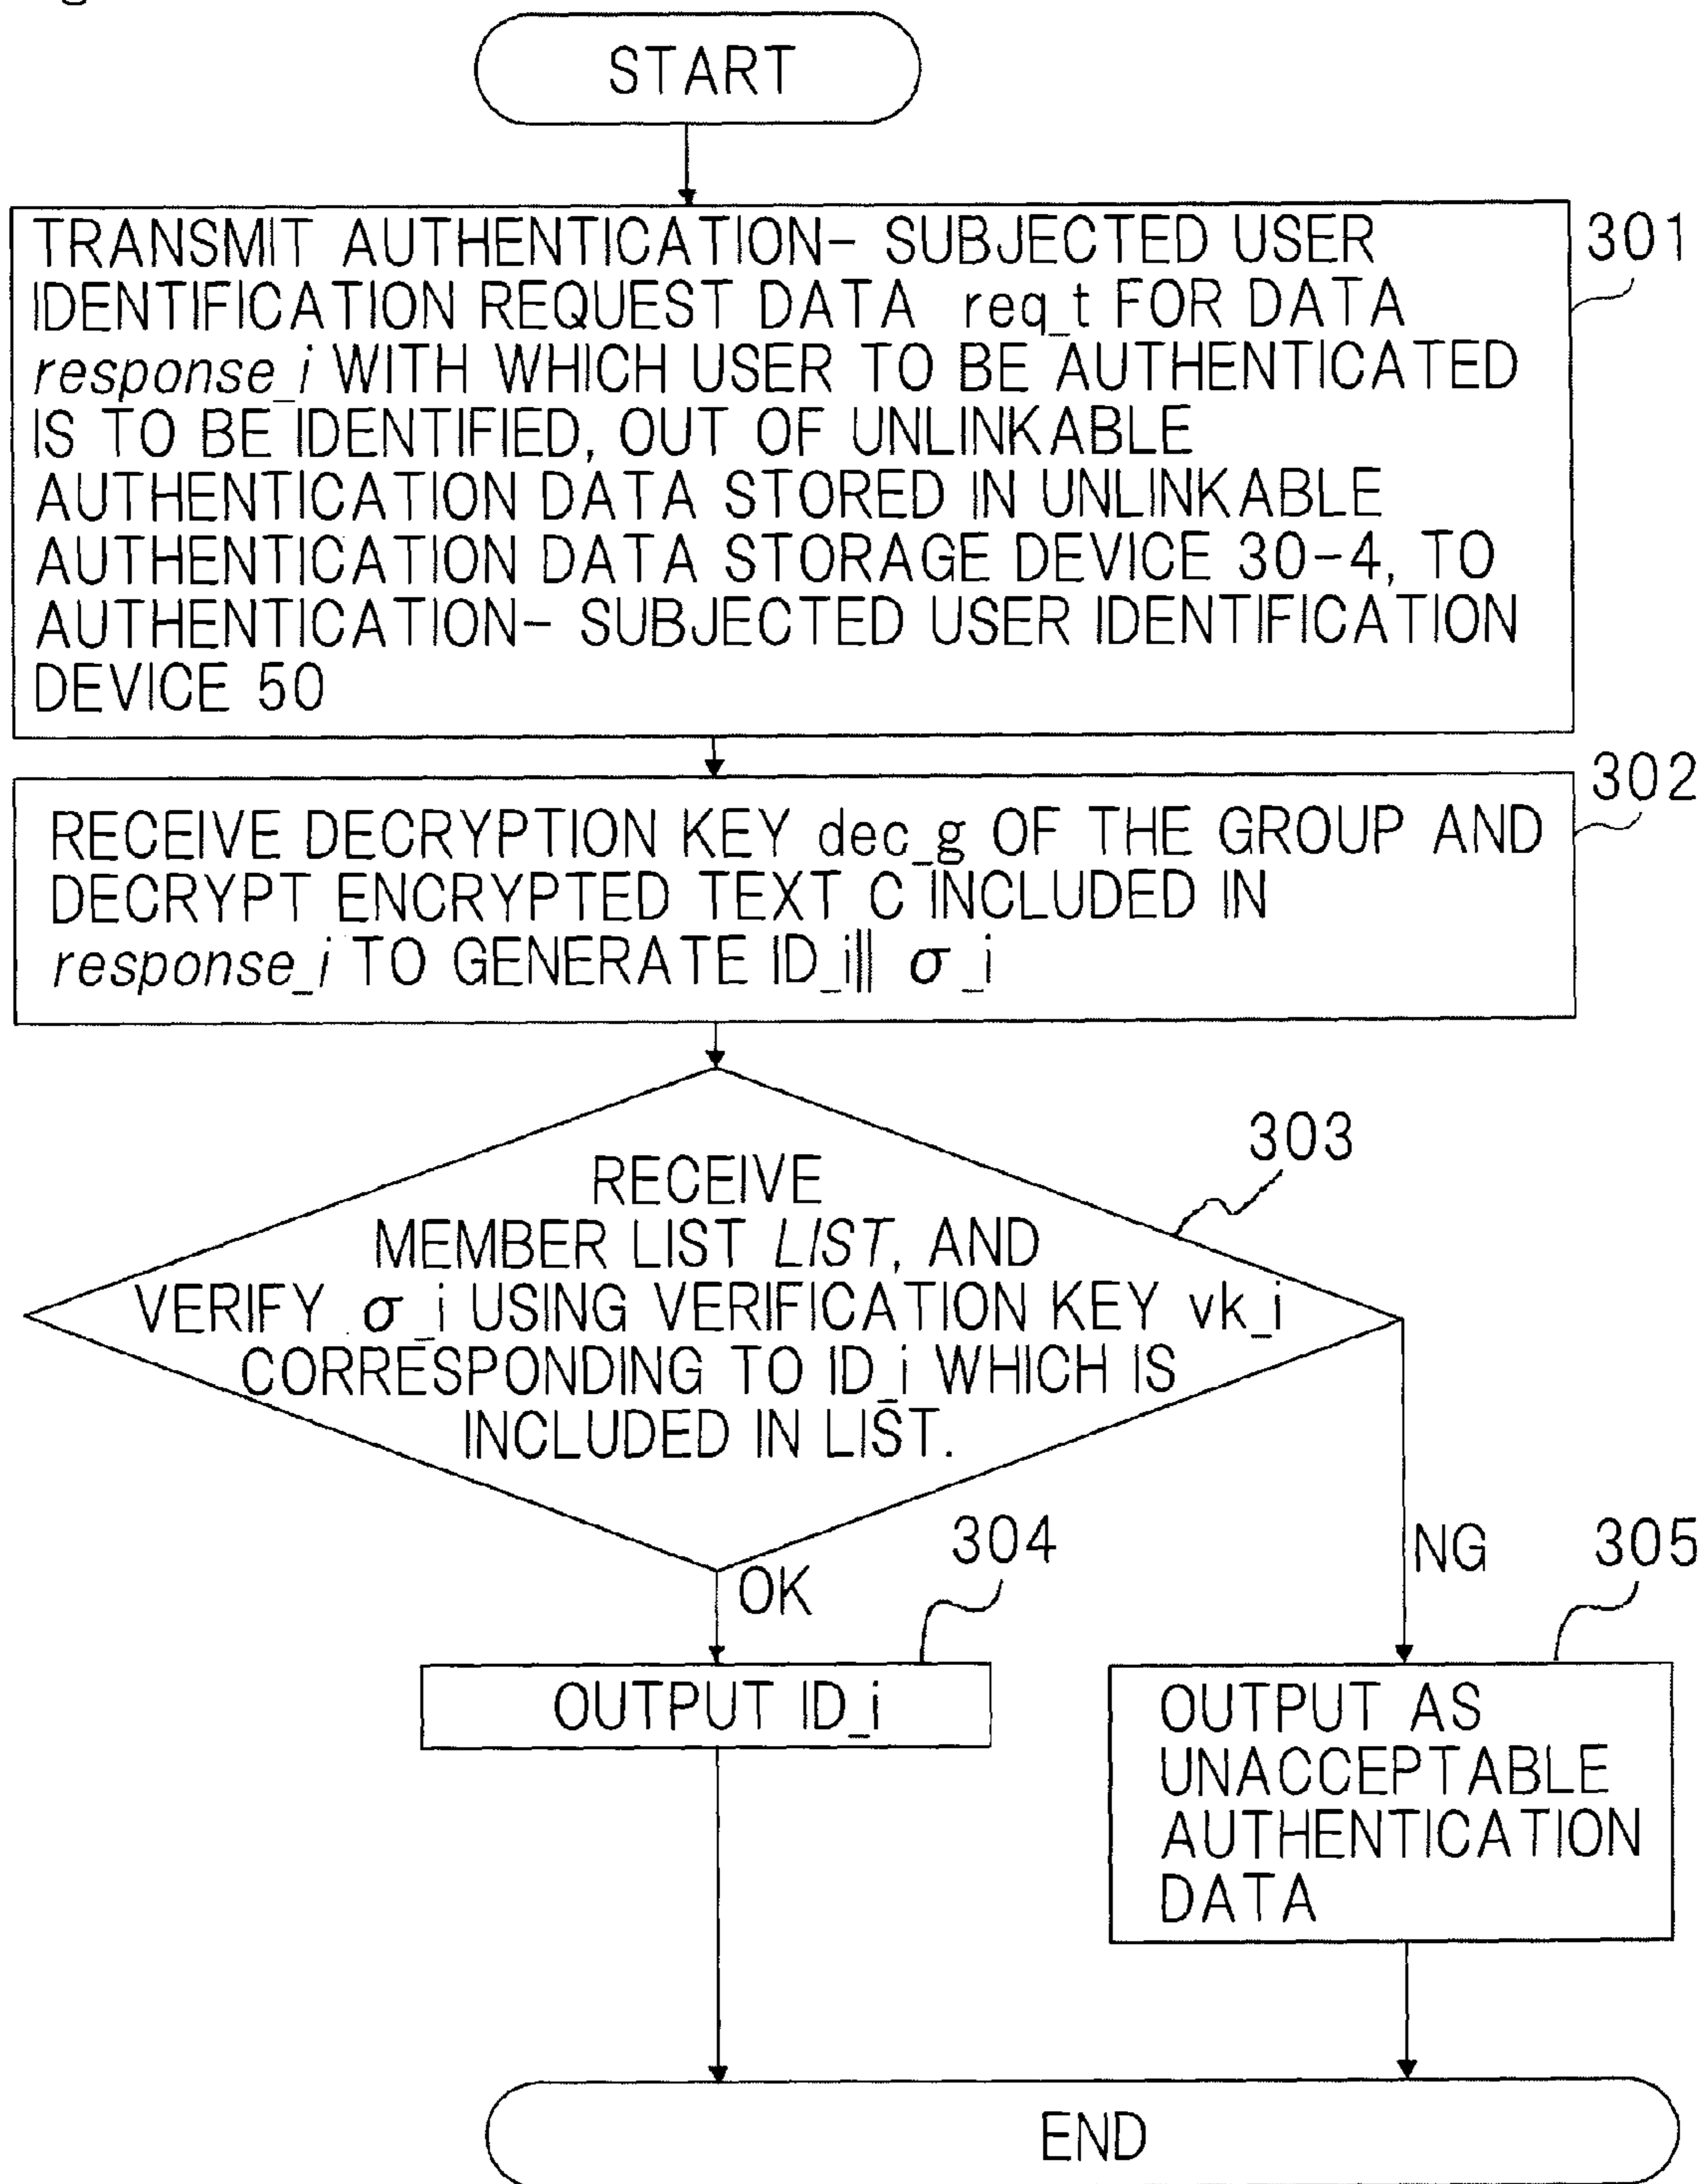 START
TRANSMIT AUTHENTICATION- SUBJECTED USER
IDENTIFICATION REQUEST DATA req_t FOR DATA
response_i WITH WHICH USER TO BE AUTHENTICATED
IS TO BE IDENTIFIED, OUT OF UNLINKABLE
AUTHENTICATION DATA STORED IN UNLINKABLE
AUTHENTICATION DATA STORAGE DEVICE 30-4, TO
AUTHENTICATION- SUBJECTED USER IDENTIFICATION
DEVICE 50
301
RECEIVE DECRYPTION KEY dec_g OF THE GROUP AND
DECRYPT ENCRYPTED TEXT C INCLUDED IN
response_i TO GENERATE ID_i|| σ_i
302
RECEIVE
MEMBER LIST LIST, AND
VERIFY σ_i USING VERIFICATION KEY vk_i
CORRESPONDING TO ID_i WHICH IS
INCLUDED IN LIST.
303
OK
304
NG
305
OUTPUT ID_i
OUTPUT AS
UNACCEPTABLE
AUTHENTICATION
DATA
END